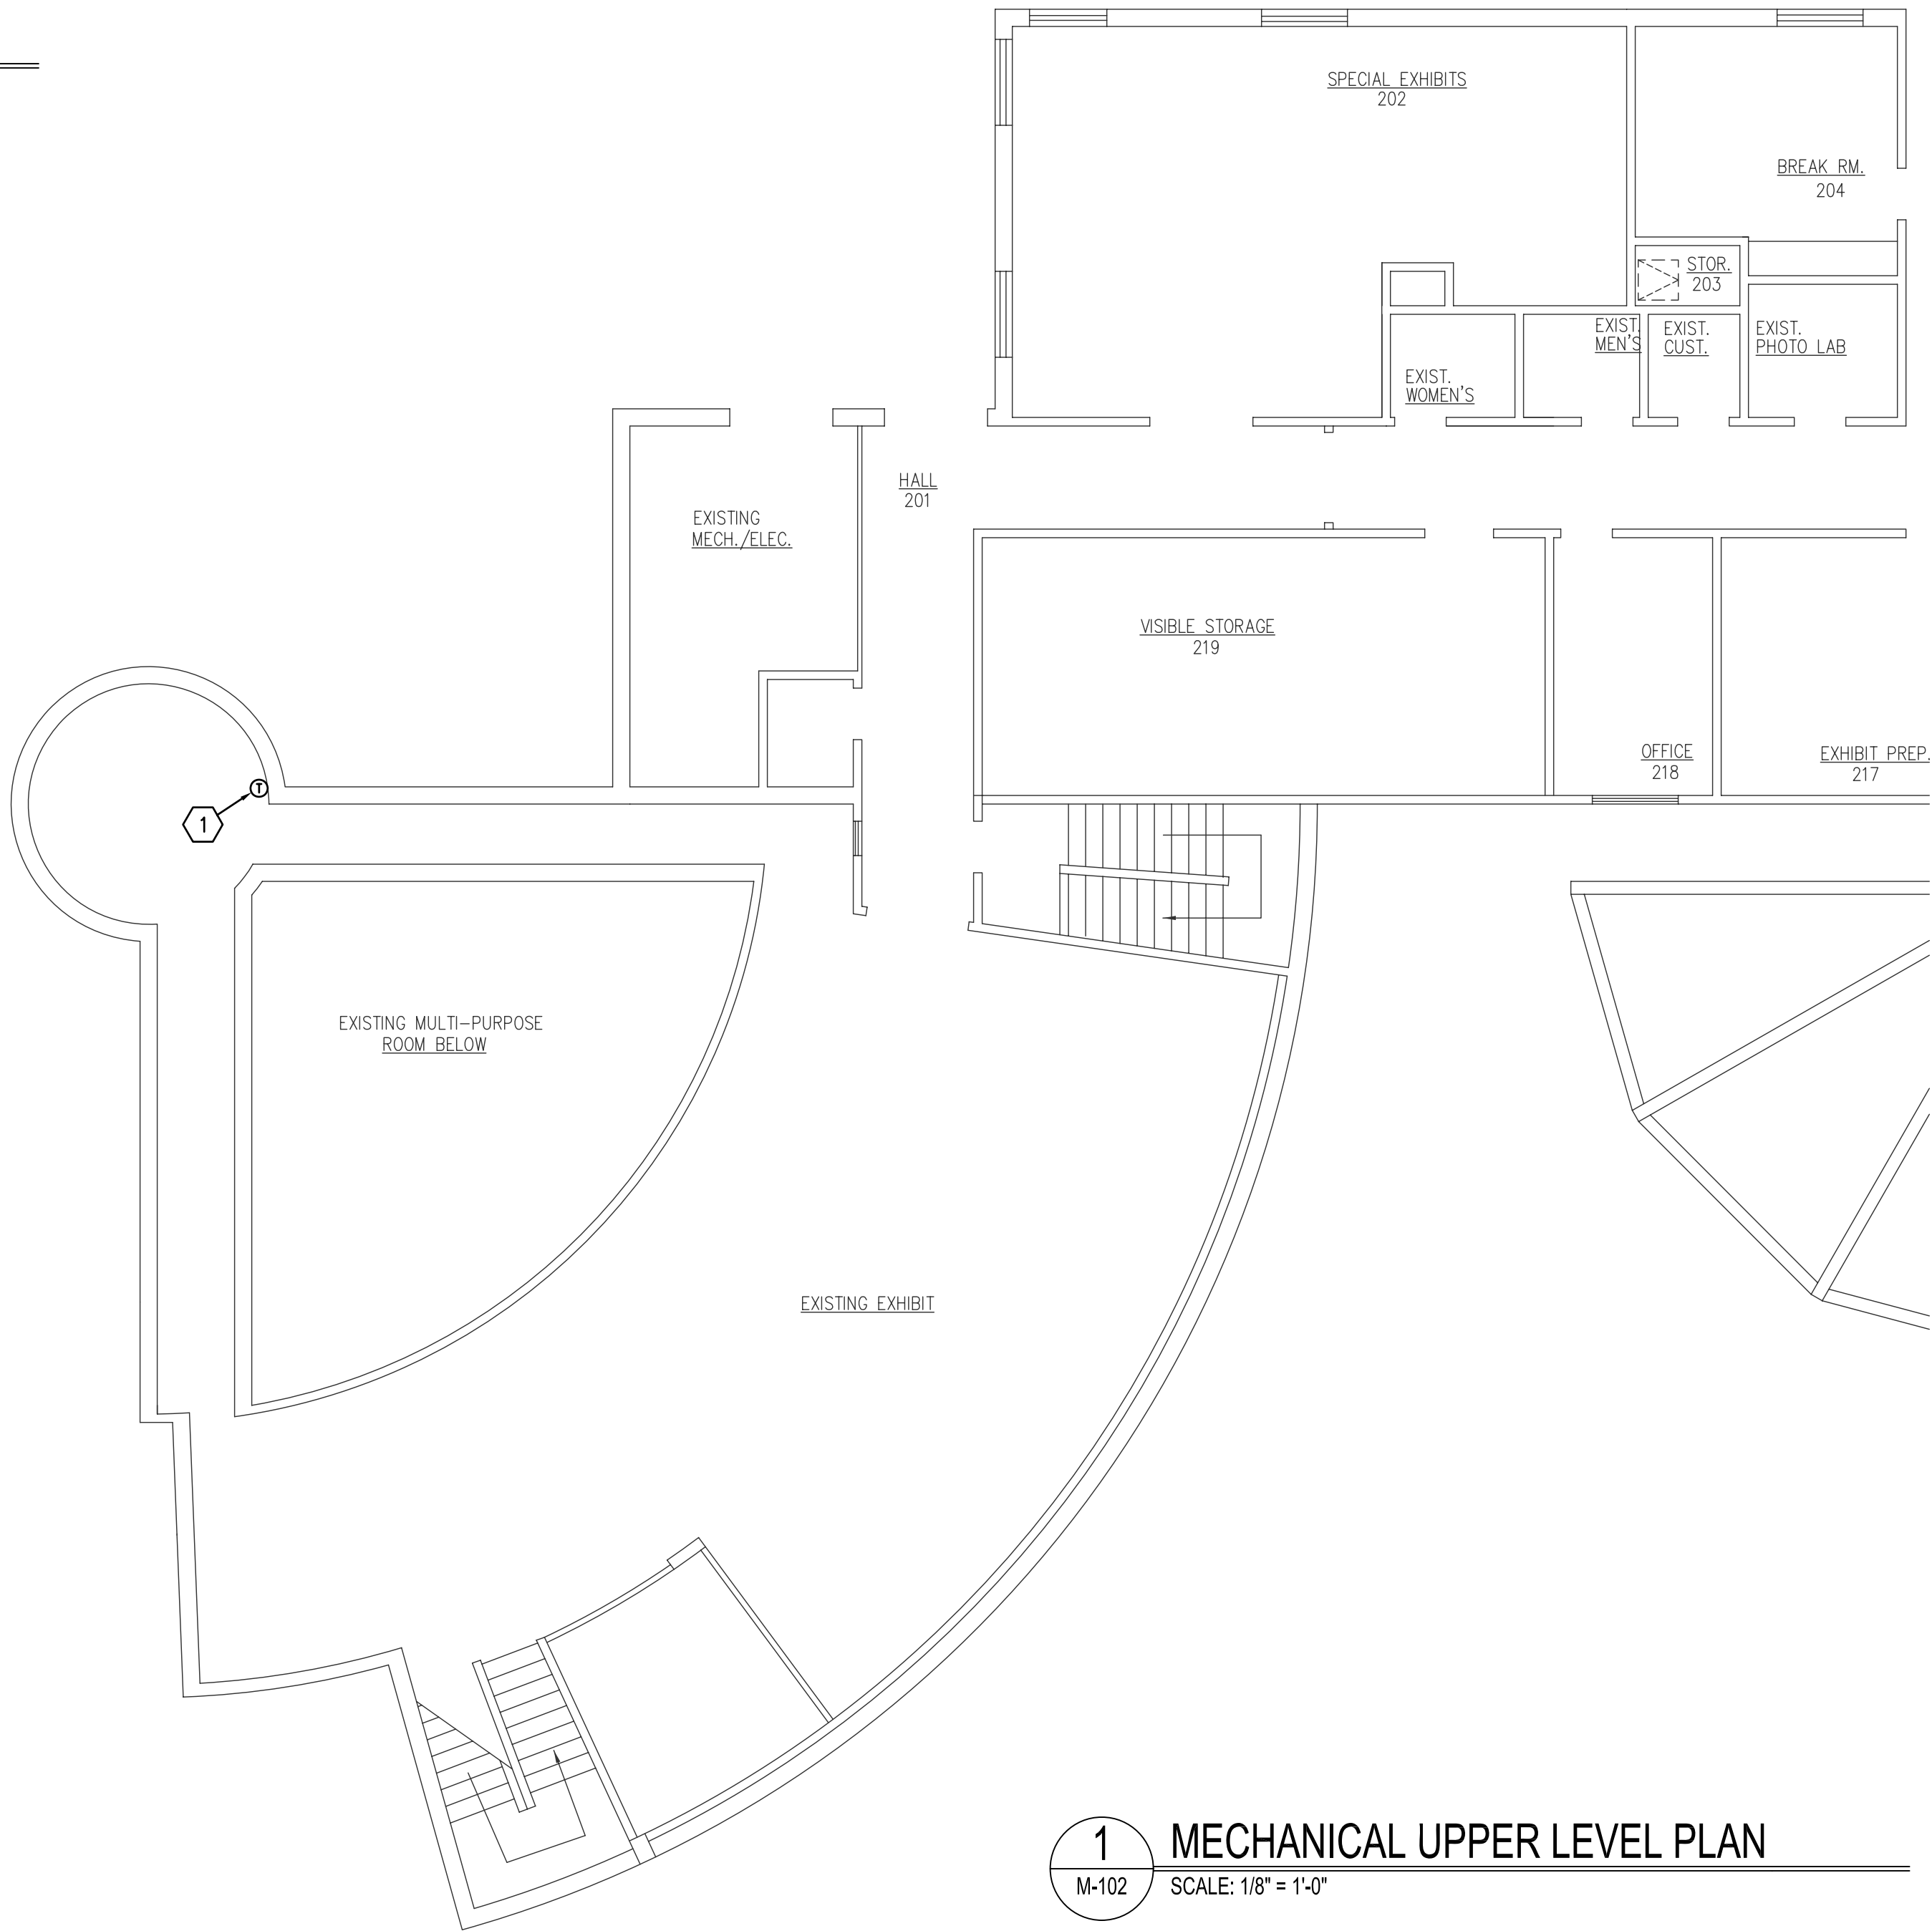 SPECIAL EXHIBITS
202
BREAK RM.
204
STOR.
203
EXIST.
MEN'S
EXIST.
CUST.
EXIST.
PHOTO LAB
EXIST.
WOMEN'S
HALL
201
EXISTING
MECH./ELEC.
VISIBLE STORAGE
219
OFFICE
218
EXHIBIT PREP.
217
T
1
EXISTING MULTI-PURPOSE
ROOM BELOW
EXISTING EXHIBIT
1
M-102
MECHANICAL UPPER LEVEL PLAN
SCALE: 1/8" = 1'-0"